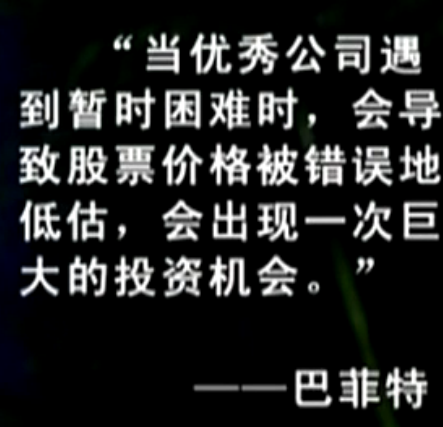 “当优秀公司遇
到暂时困难时，会导
致股票价格被错误地
低估，会出现一次巨
大的投资机会。”
——巴菲特